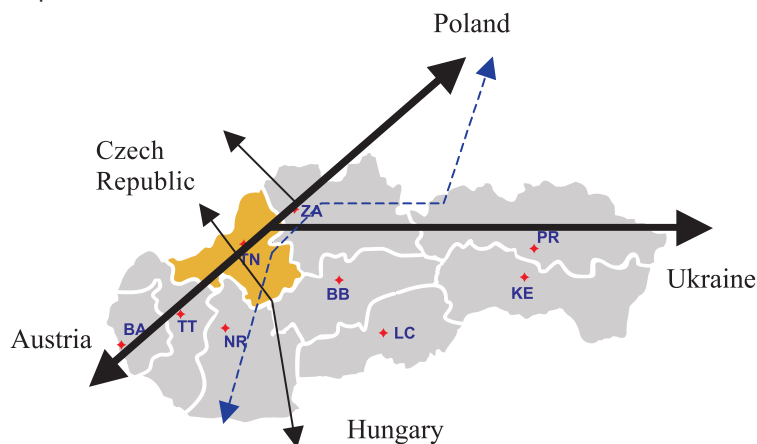 Poland
Czech
Republic
ZA
PR
TN
Ukraine
BB
KE
BA
TT
NR
LC
Austria
Hungary